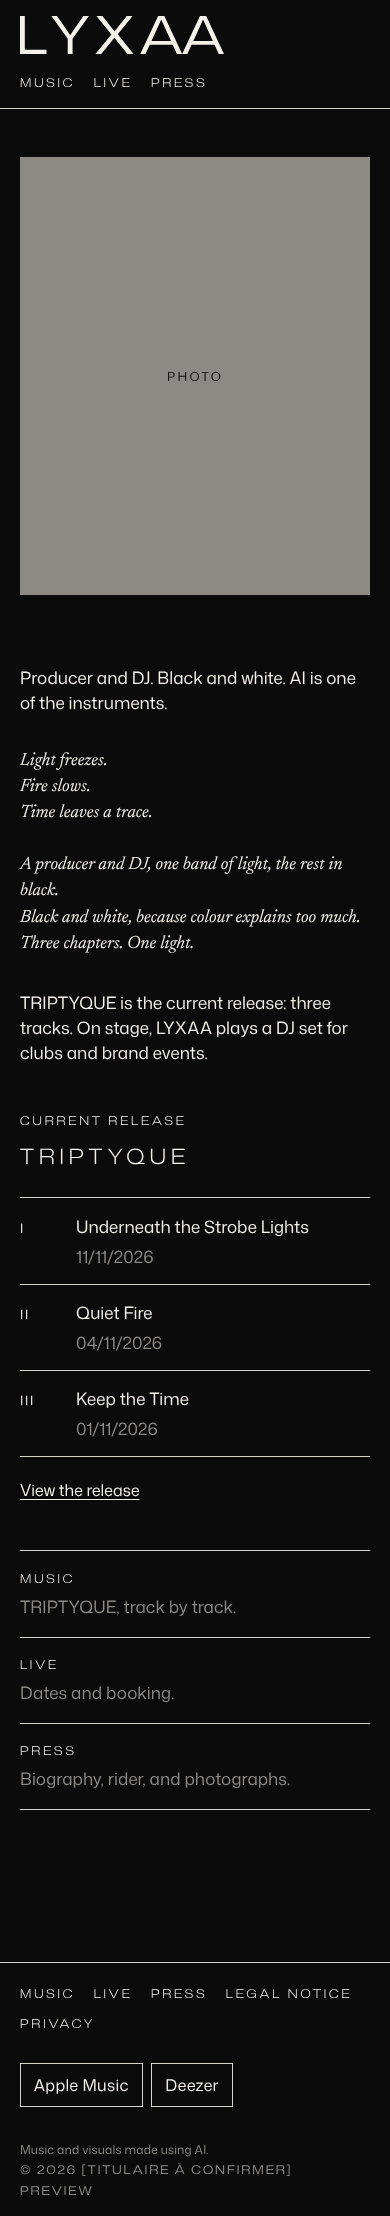 LYXAA
MUSIC LIVE PRESS
PHOTO
Producer and DJ. Black and white. AI is one
of the instruments.
Light freezes.
Fire slows.
Time leaves a trace.
A producer and DJ, one band of light, the rest in
black.
Black and white, because colour explains too much.
Three chapters. One light.
TRIPTYQUE is the current release: three
tracks. On stage, LYXAA plays a DJ set for
clubs and brand events.
CURRENT RELEASE
TRIPTYQUE
I Underneath the Strobe Lights
11/11/2026
II Quiet Fire
04/11/2026
III Keep the Time
01/11/2026
View the release
MUSIC
TRIPTYQUE, track by track.
LIVE
Dates and booking.
PRESS
Biography, rider, and photographs.
MUSIC LIVE PRESS LEGAL NOTICE
PRIVACY
Apple Music Deezer
Music and visuals made using AI.
© 2026 [TITULAIRE À CONFIRMER]
PREVIEW